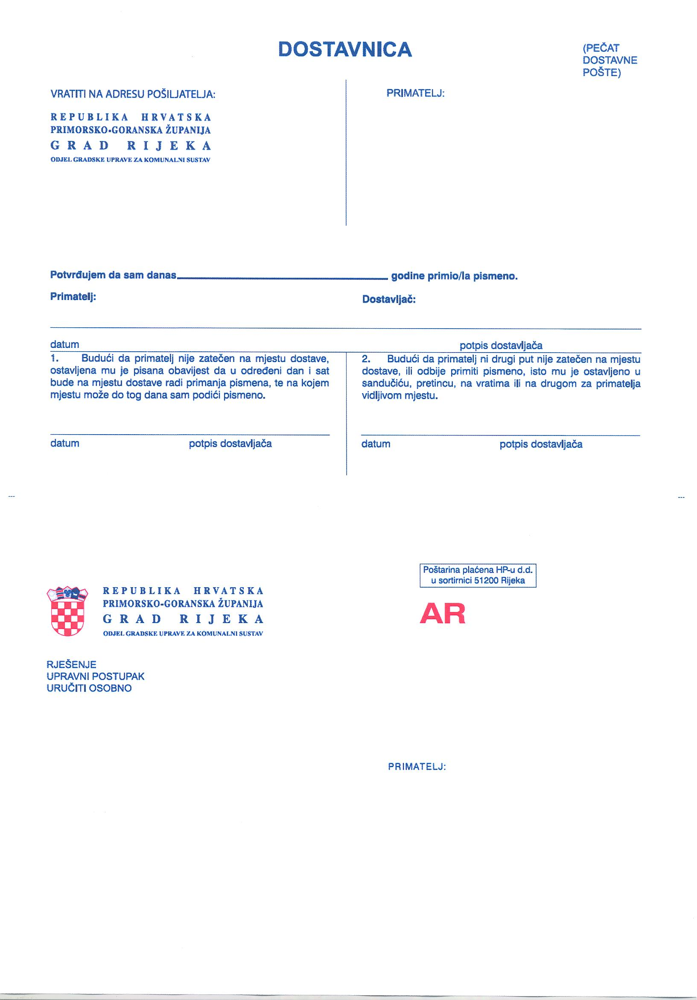 DOSTAVNICA
(PEČAT
DOSTAVNE
POŠTE)
VRATITI NA ADRESU POŠILJATELJA:
REPUBLIKA HRVATSKA
PRIMORSKO-GORANSKA ŽUPANIJA
GRAD RIJEKA
ODJEL GRADSKE UPRAVE ZA KOMUNALNI SUSTAV
PRIMATELJ:
Potvrđujem da sam danas__________ godine primio/la pismeno.
Primatelj:
Dostavljač:
datum
potpis dostavljača
1. Budući da primatelj nije zatečen na mjestu dostave,
ostavljena mu je pisana obavijest da u određeni dan i sat
bude na mjestu dostave radi primanja pismena, te na kojem
mjestu može do tog dana sam podići pismeno.
datum potpis dostavljača
2. Budući da primatelj ni drugi put nije zatečen na mjestu
dostave, ili odbije primiti pismeno, isto mu je ostavljeno u
sandučiću, pretincu, na vratima ili na drugom za primatelja
vidljivom mjestu.
datum potpis dostavljača
REPUBLIKA HRVATSKA
PRIMORSKO-GORANSKA ŽUPANIJA
GRAD RIJEKA
ODJEL GRADSKE UPRAVE ZA KOMUNALNI SUSTAV
Poštarina plaćena HP-u d.d.
u sortirnici 51200 Rijeka
AR
RJEŠENJE
UPRAVNI POSTUPAK
URUČITI OSOBNO
PRIMATELJ: